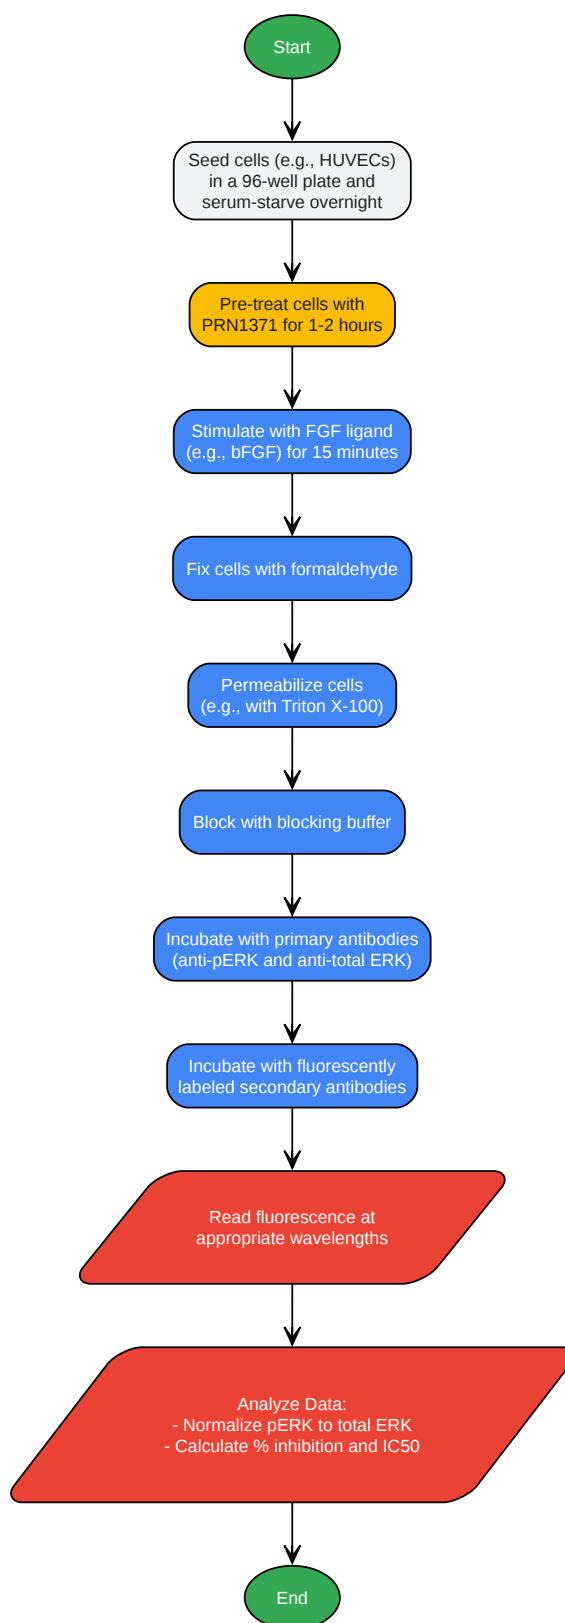 Start
Seed cells (e.g., HUVECs)
in a 96-well plate and
serum-starve overnight
Pre-treat cells with
PRN1371 for 1-2 hours
Stimulate with FGF ligand
(e.g., bFGF) for 15 minutes
Fix cells with formaldehyde
Permeabilize cells
(e.g., with Triton X-100)
Block with blocking buffer
Incubate with primary antibodies
(anti-pERK and anti-total ERK)
Incubate with fluorescently
labeled secondary antibodies
Read fluorescence at
appropriate wavelengths
Analyze Data:
- Normalize pERK to total ERK
- Calculate % inhibition and IC50
End